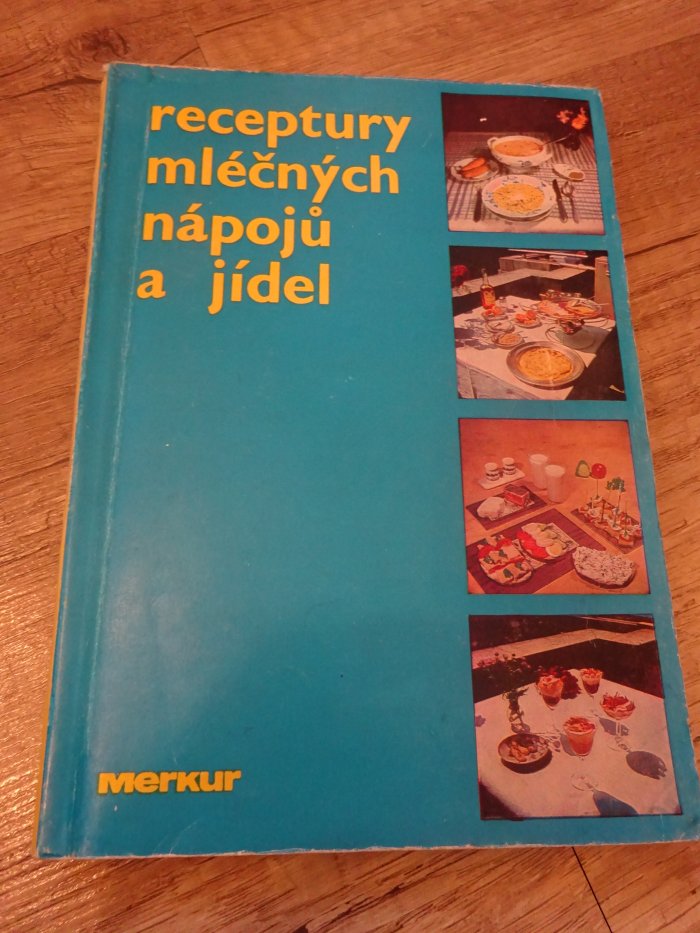 receptury
mléčných
nápojů
a jídel
merkur